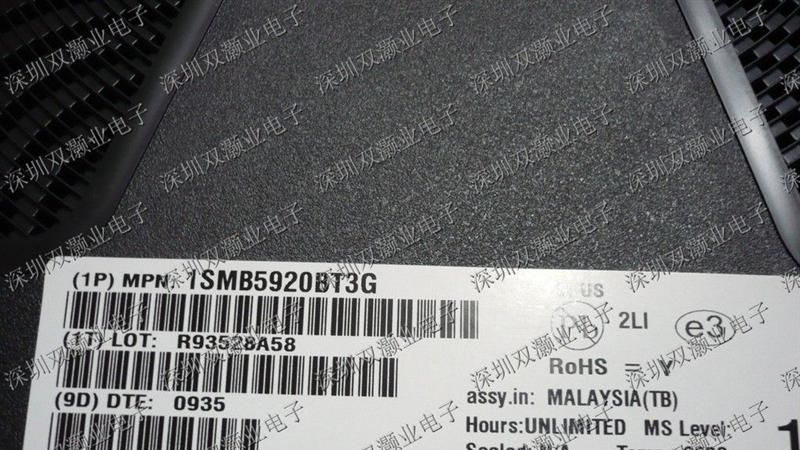 (1P) MPN: 1SMB5920BT3G
2LI e3
(1T) LOT: R93528A58
RoHS = Y
assy.in: MALAYSIA(TB)
(9D) DTE: 0935
Hours:UNLIMITED MS Level:
深圳双灏业电子